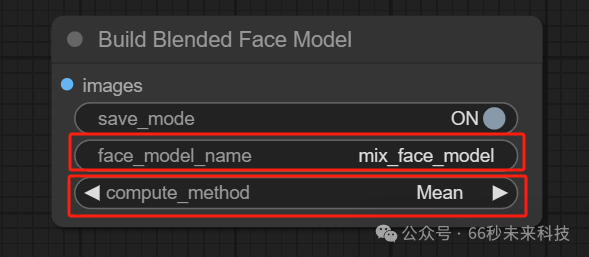 Build Blended Face Model
images
save_mode ON
face_model_name mix_face_model
compute_method Mean
公众号 · 66秒未来科技